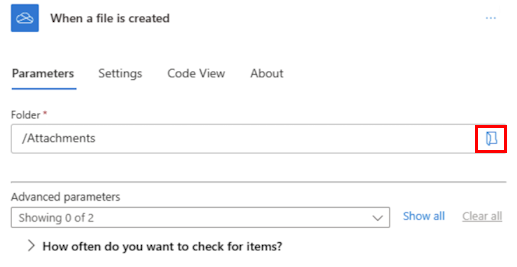 When a file is created
Parameters Settings Code View About
Folder *
/Attachments
Advanced parameters
Showing 0 of 2 Show all Clear all
How often do you want to check for items?